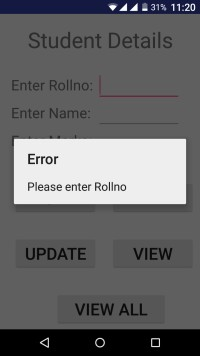 31% 11:20
Student Details
Enter Rollno:
Enter Name:
Error
Please enter Rollno
UPDATE VIEW
VIEW ALL